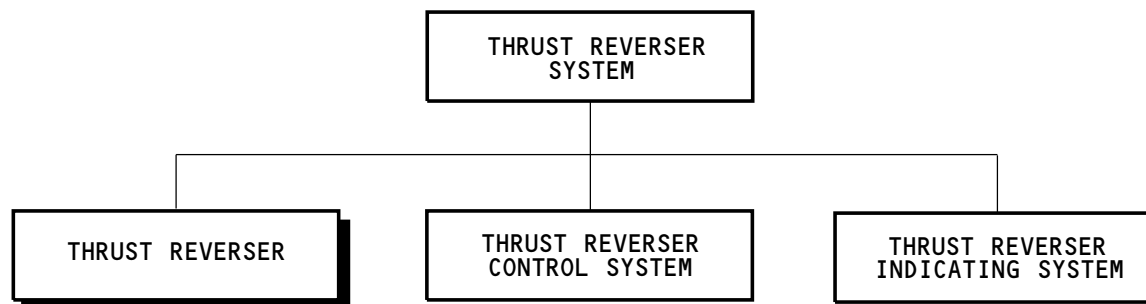 THRUST REVERSER
SYSTEM
THRUST REVERSER
THRUST REVERSER
CONTROL SYSTEM
THRUST REVERSER
INDICATING SYSTEM